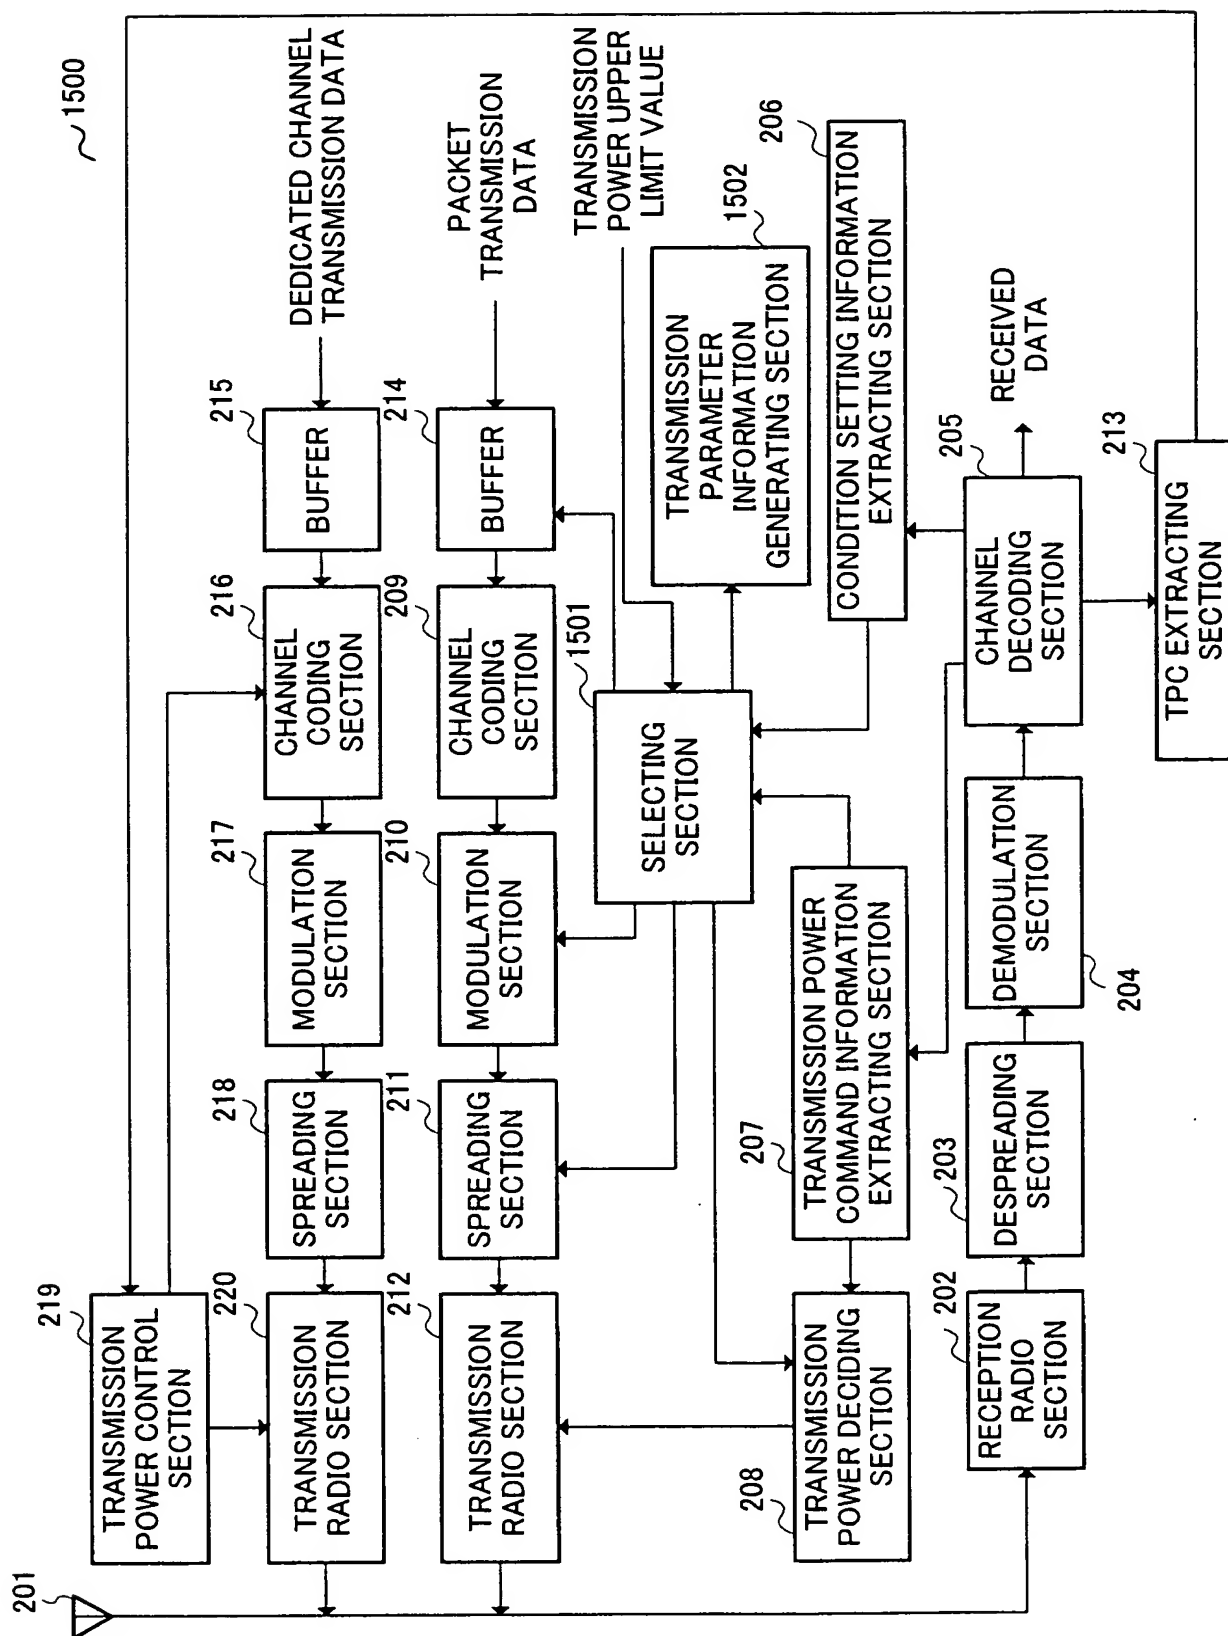 1500
201
219
TRANSMISSION
POWER CONTROL
SECTION
DEDICATED CHANNEL
TRANSMISSION DATA
220
TRANSMISSION
RADIO SECTION
218
SPREADING
SECTION
217
MODULATION
SECTION
216
CHANNEL
CODING
SECTION
215
BUFFER
PACKET
TRANSMISSION
DATA
212
TRANSMISSION
RADIO SECTION
211
SPREADING
SECTION
210
MODULATION
SECTION
209
CHANNEL
CODING
SECTION
214
BUFFER
TRANSMISSION
POWER UPPER
LIMIT VALUE
1501
SELECTING
SECTION
1502
TRANSMISSION
PARAMETER
INFORMATION
GENERATING SECTION
208
TRANSMISSION
POWER DECIDING
SECTION
207
TRANSMISSION POWER
COMMAND INFORMATION
EXTRACTING SECTION
206
CONDITION SETTING INFORMATION
EXTRACTING SECTION
202
RECEPTION
RADIO
SECTION
203
DESPREADING
SECTION
204
DEMODULATION
SECTION
205
CHANNEL
DECODING
SECTION
RECEIVED
DATA
213
TPC EXTRACTING
SECTION